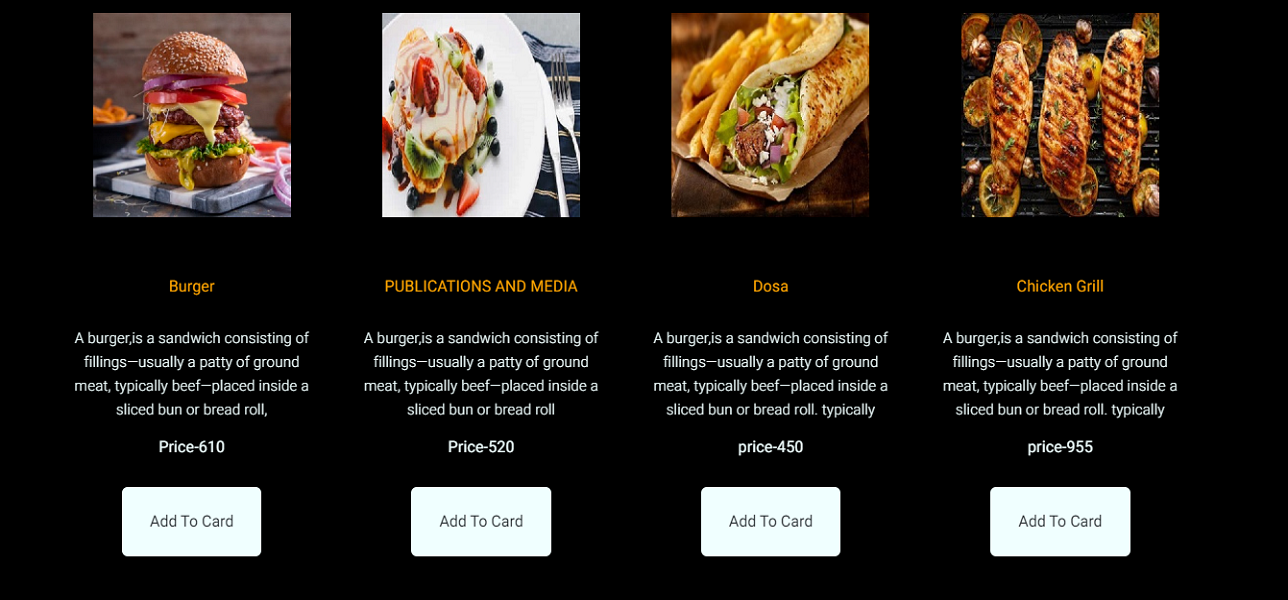 Burger
A burger,is a sandwich consisting of
fillings—usually a patty of ground
meat, typically beef—placed inside a
sliced bun or bread roll,
Price-610
Add To Card
PUBLICATIONS AND MEDIA
A burger,is a sandwich consisting of
fillings—usually a patty of ground
meat, typically beef—placed inside a
sliced bun or bread roll
Price-520
Add To Card
Dosa
A burger,is a sandwich consisting of
fillings—usually a patty of ground
meat, typically beef—placed inside a
sliced bun or bread roll. typically
price-450
Add To Card
Chicken Grill
A burger,is a sandwich consisting of
fillings—usually a patty of ground
meat, typically beef—placed inside a
sliced bun or bread roll. typically
price-955
Add To Card